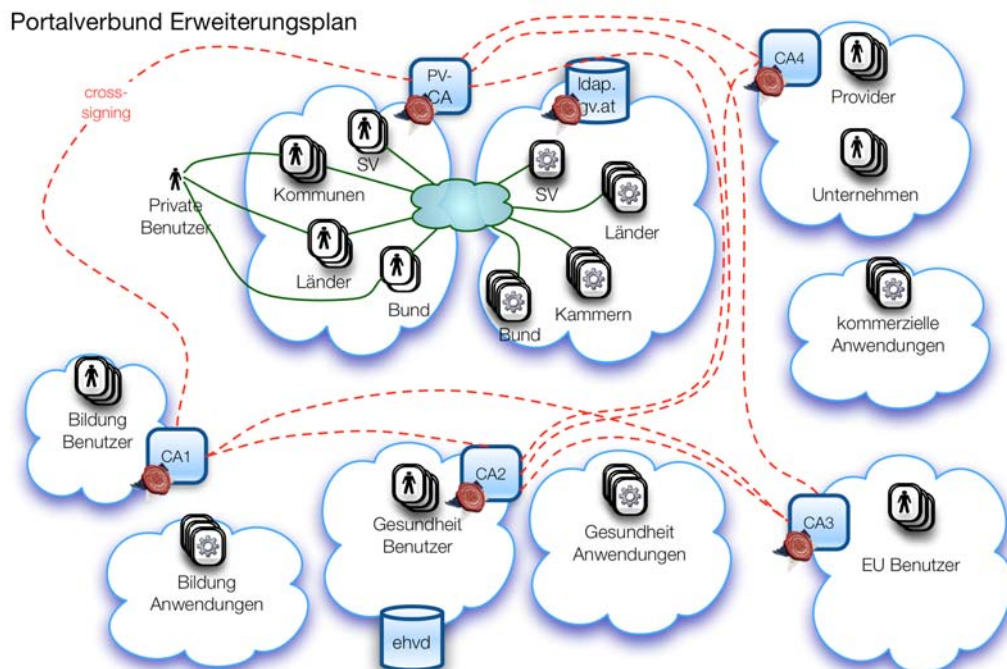 Portalverbund Erweiterungsplan
cross-
signing
PV-
CA
ldap.
gv.at
CA4
Provider
Unternehmen
SV
Kommunen
Private
Benutzer
Länder
Bund
SV
Länder
Kammern
Bund
kommerzielle
Anwendungen
Bildung
Benutzer
CA1
Bildung
Anwendungen
CA2
Gesundheit
Benutzer
ehvd
Gesundheit
Anwendungen
CA3
EU Benutzer